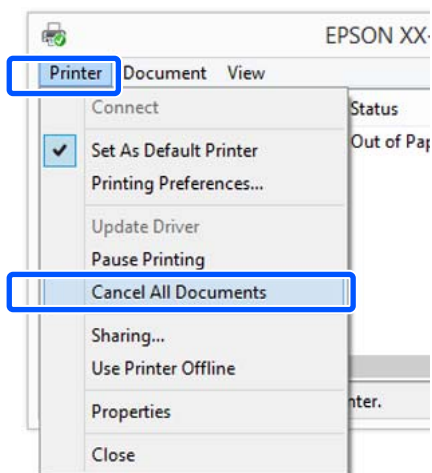 EPSON XX-
Printer Document View
Connect
Status
Set As Default Printer
Out of Pap
Printing Preferences...
Update Driver
Pause Printing
Cancel All Documents
Sharing...
Use Printer Offline
Properties
nter.
Close